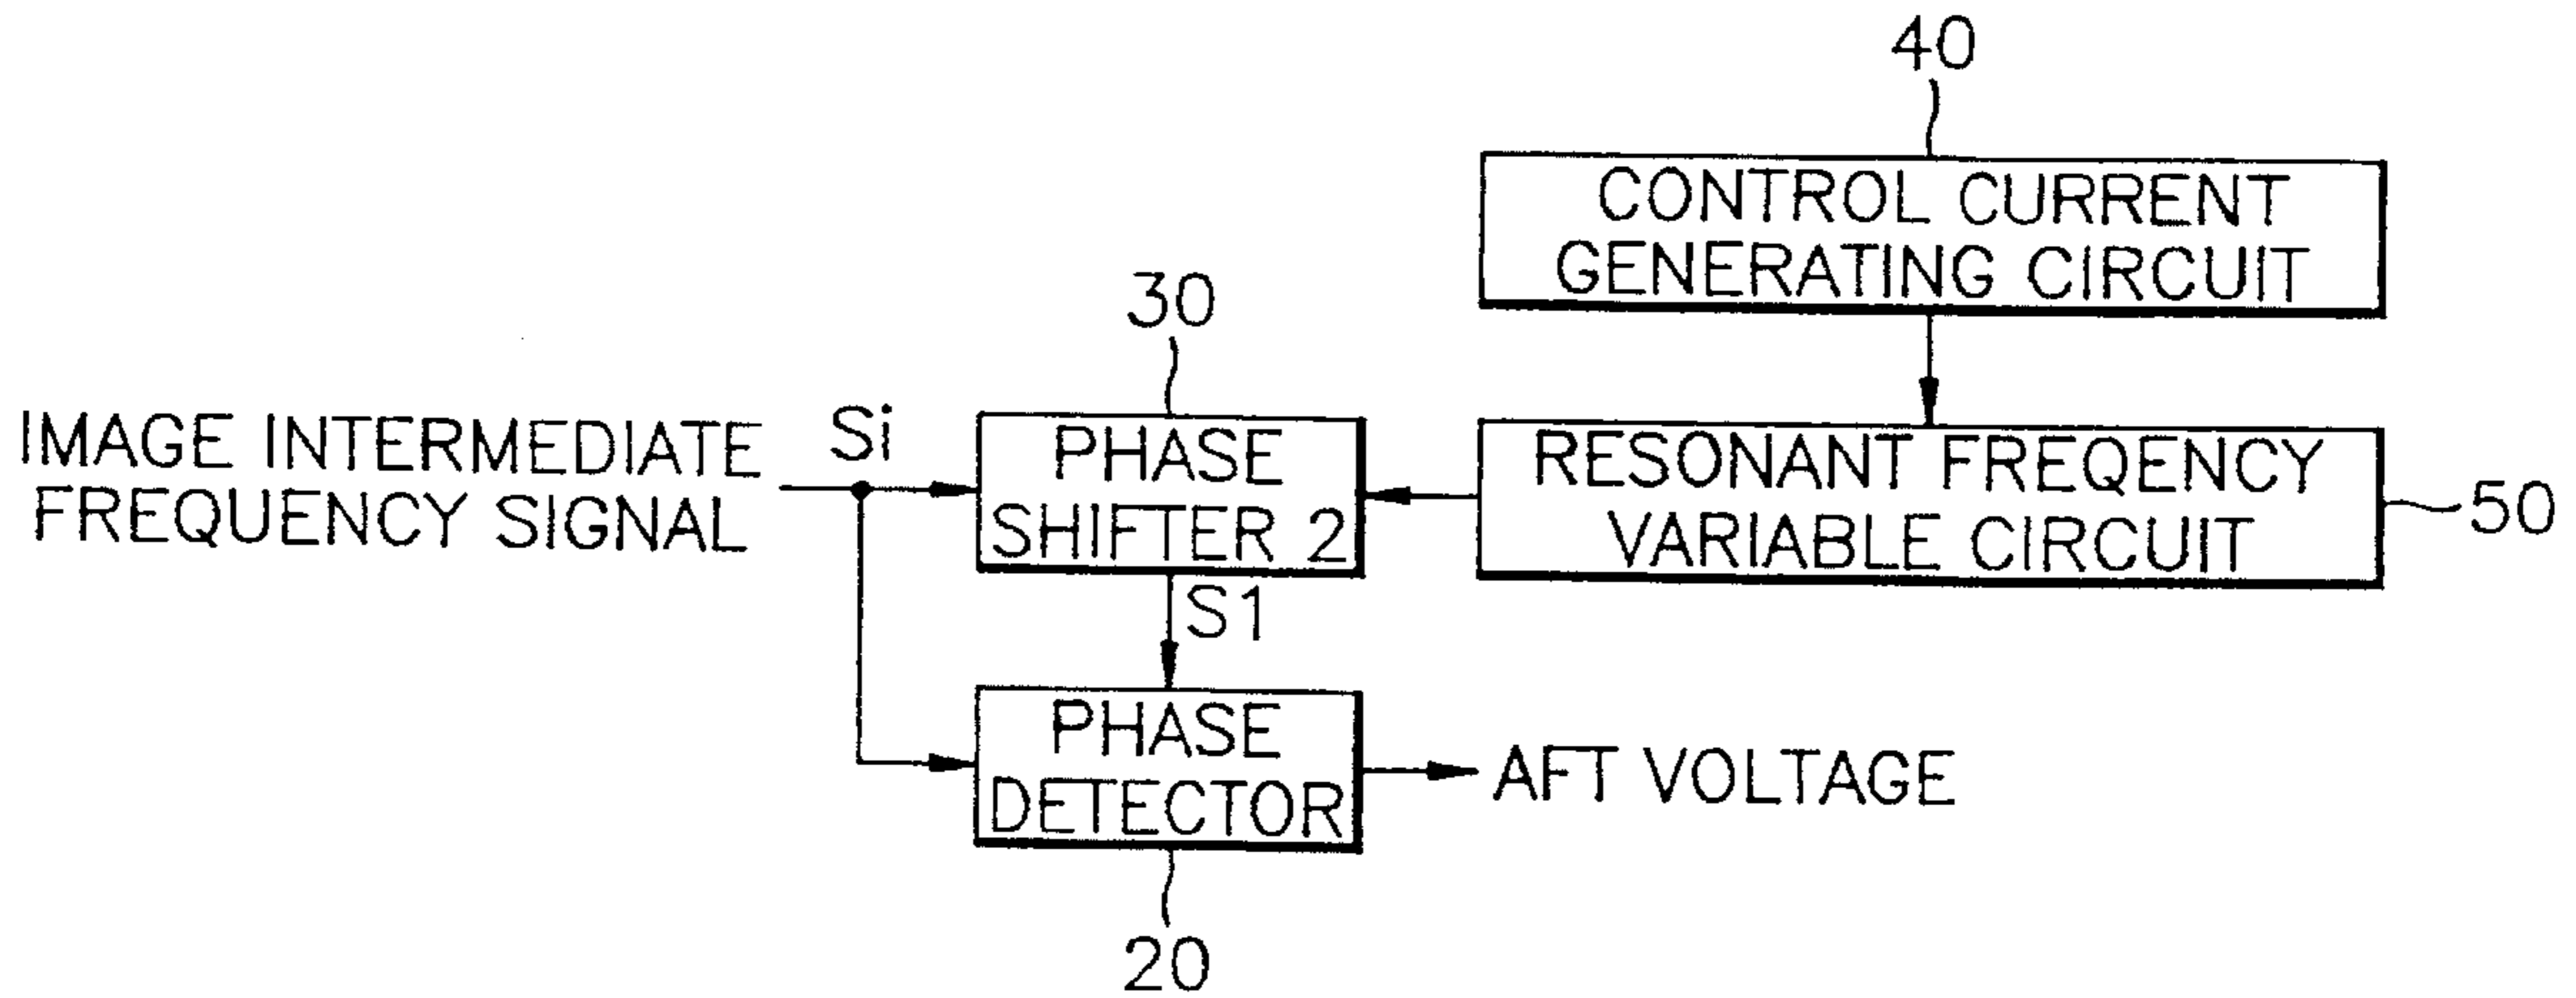 40
CONTROL CURRENT
GENERATING CIRCUIT
30
IMAGE INTERMEDIATE
FREQUENCY SIGNAL
Si
PHASE
SHIFTER 2
RESONANT FREQENCY
VARIABLE CIRCUIT
50
S1
PHASE
DETECTOR
AFT VOLTAGE
20